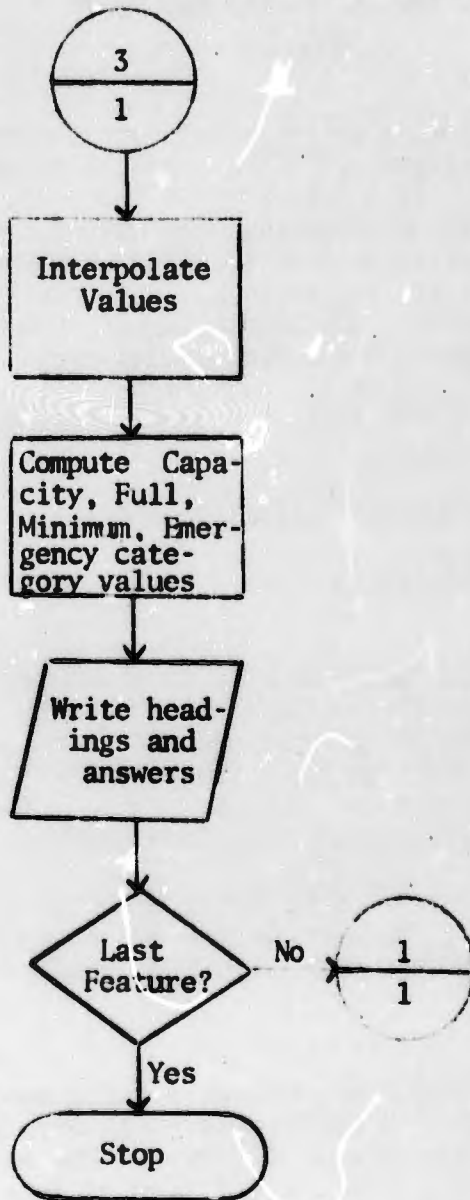 3
1
Interpolate
Values
Compute Capa-
city, Full,
Minimum, Emer-
gency cate-
gory values
Write head-
ings and
answers
Last
Feature?
No
1
1
Yes
Stop